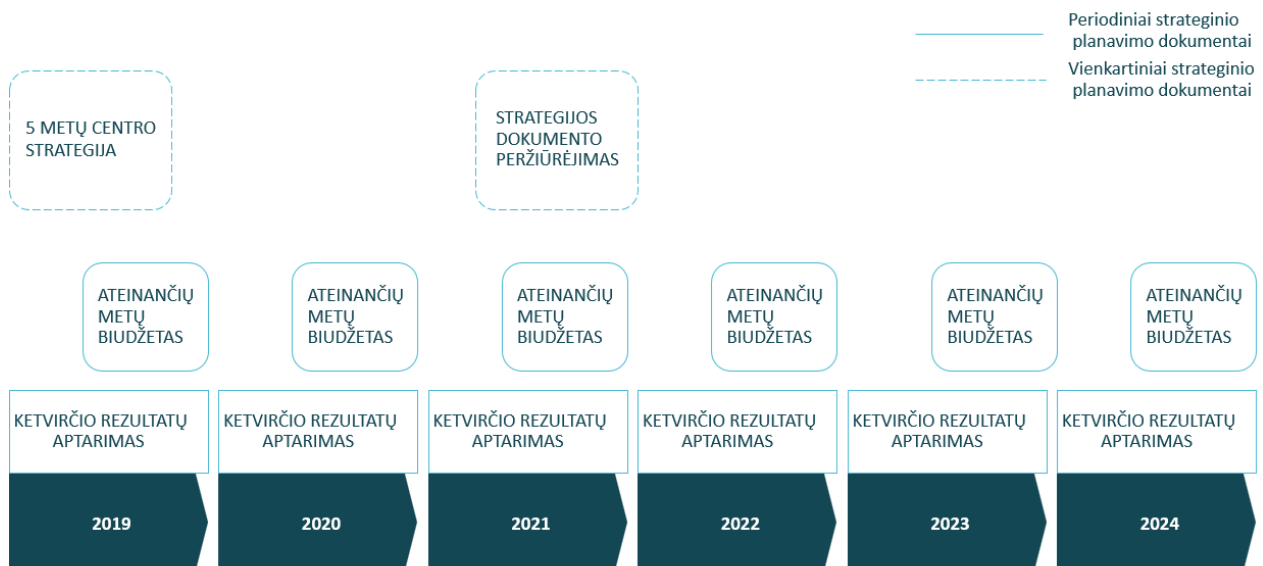 Periodiniai strateginio
planavimo dokumentai
Vienkartiniai strateginio
planavimo dokumentai
5 METŲ CENTRO
STRATEGIJA
STRATEGIJOS
DOKUMENTO
PERŽIŪRĖJIMAS
ATEINANČIŲ
METŲ
BIUDŽETAS
ATEINANČIŲ
METŲ
BIUDŽETAS
ATEINANČIŲ
METŲ
BIUDŽETAS
ATEINANČIŲ
METŲ
BIUDŽETAS
ATEINANČIŲ
METŲ
BIUDŽETAS
ATEINANČIŲ
METŲ
BIUDŽETAS
KETVIRČIO REZULTATŲ
APTARIMAS
KETVIRČIO REZULTATŲ
APTARIMAS
KETVIRČIO REZULTATŲ
APTARIMAS
KETVIRČIO REZULTATŲ
APTARIMAS
KETVIRČIO REZULTATŲ
APTARIMAS
KETVIRČIO REZULTATŲ
APTARIMAS
2019
2020
2021
2022
2023
2024